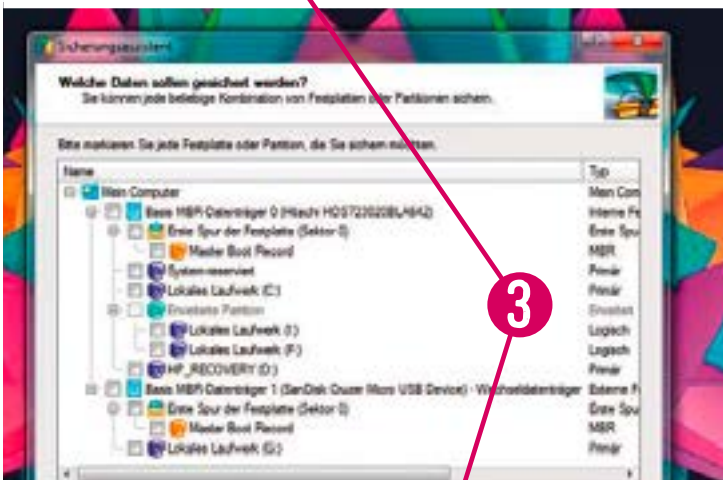 Sicherungsassistent
Welche Daten sollen gesichert werden?
Sie können jede beliebige Kombination von Festplatten oder Partitionen sichern.
Bitte markieren Sie jede Festplatte oder Partition, die Sie sichern möchten.
Name Typ
Mein Computer Mein Com
Basis MBR-Datenträger 0 (Hitachi Interne Fe
Erste Spur der Festplatte (Sektor 0) Erste Spu
Master Boot Record MBR
System-reserviert Primär
Lokales Laufwerk (C:) Primär
3
Erweiterte Partition Erweitert
Lokales Laufwerk (I:) Logisch
Lokales Laufwerk (F:) Logisch
HP_RECOVERY (D:) Primär
Basis MBR-Datenträger 1 (SanDisk Cruzer Micro USB Device) - Wechseldatenträger Externe F
Erste Spur der Festplatte (Sektor 0) Erste Spu
Master Boot Record MBR
Lokales Laufwerk (G:) Primär